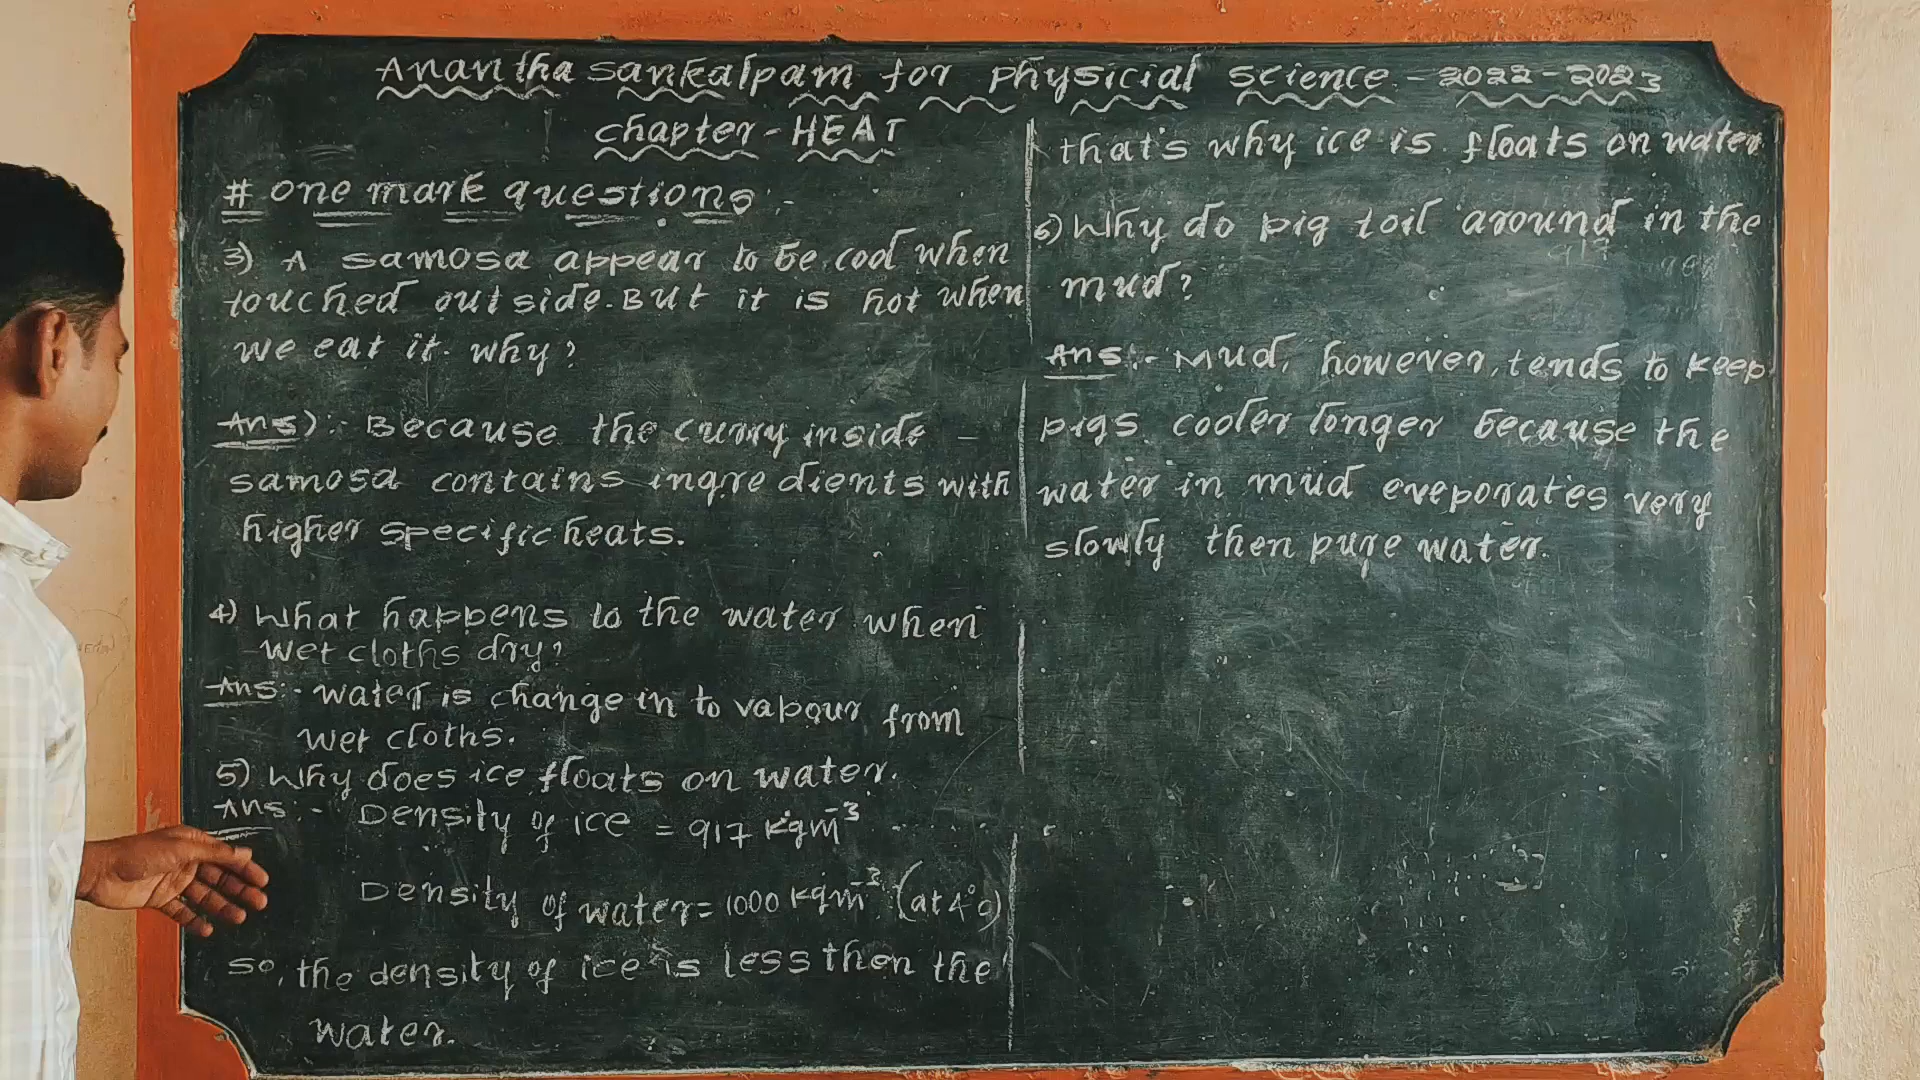 Anantha sankalpam for physicial science - 2022-2023
chapter-HEAT
# one mark questions:-
3) A samosa appear to be cool when
touched outside. But it is hot when
we eat it. why?
Ans):- Because the curry inside -
samosa contains ingredients with
higher specific heats.
4) What happens to the water when
wet cloths dry?
Ans:- water is change in to vapour from
wet cloths.
5) Why does ice floats on water.
Ans:- Density of ice = 917 kgm⁻³
Density of water = 1000 kgm⁻³ (at 4°c)
so, the density of ice is less then the
water.
that's why ice is floats on water
6) Why do pig toil around in the
mud?
Ans:- Mud, however, tends to keep
pigs cooler longer because the
water in mud eveporates very
slowly then pure water.